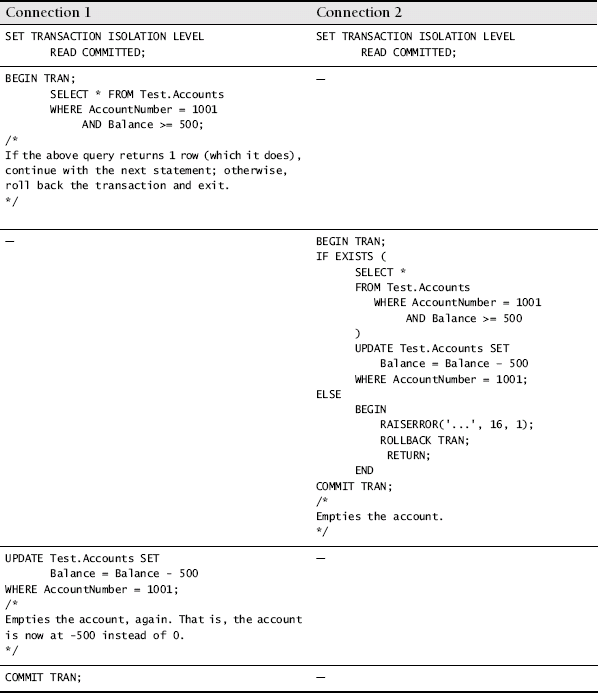 Connection 1 Connection 2
SET TRANSACTION ISOLATION LEVEL
READ COMMITTED;
SET TRANSACTION ISOLATION LEVEL
READ COMMITTED;
BEGIN TRAN;
SELECT * FROM Test.Accounts
WHERE AccountNumber = 1001
AND Balance >= 500;
/*
If the above query returns 1 row (which it does),
continue with the next statement; otherwise,
roll back the transaction and exit.
*/
—
—
BEGIN TRAN;
IF EXISTS (
SELECT *
FROM Test.Accounts
WHERE AccountNumber = 1001
AND Balance >= 500
)
UPDATE Test.Accounts SET
Balance = Balance – 500
WHERE AccountNumber = 1001;
ELSE
BEGIN
RAISERROR('...', 16, 1);
ROLLBACK TRAN;
RETURN;
END
COMMIT TRAN;
/*
Empties the account.
*/
UPDATE Test.Accounts SET
Balance = Balance – 500
WHERE AccountNumber = 1001;
/*
Empties the account, again. That is, the account
is now at -500 instead of 0.
*/
—
COMMIT TRAN;
—